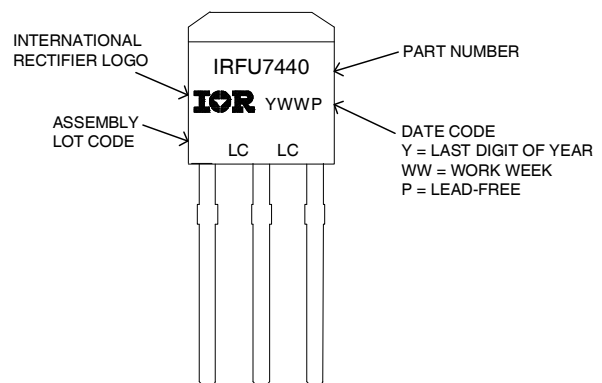 INTERNATIONAL
RECTIFIER LOGO
ASSEMBLY
LOT CODE
IRFU7440
IOR YWWP
LC LC
PART NUMBER
DATE CODE
Y = LAST DIGIT OF YEAR
WW = WORK WEEK
P = LEAD-FREE